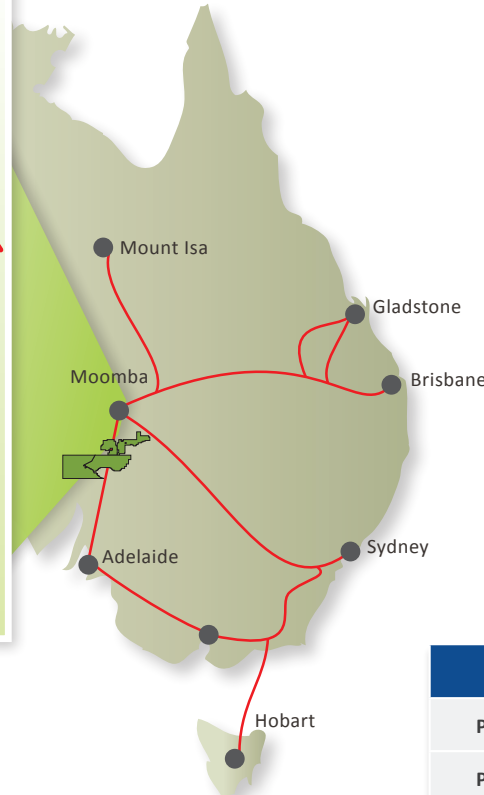 Mount Isa
Gladstone
Moomba
Brisbane
Sydney
Adelaide
Hobart
P
P